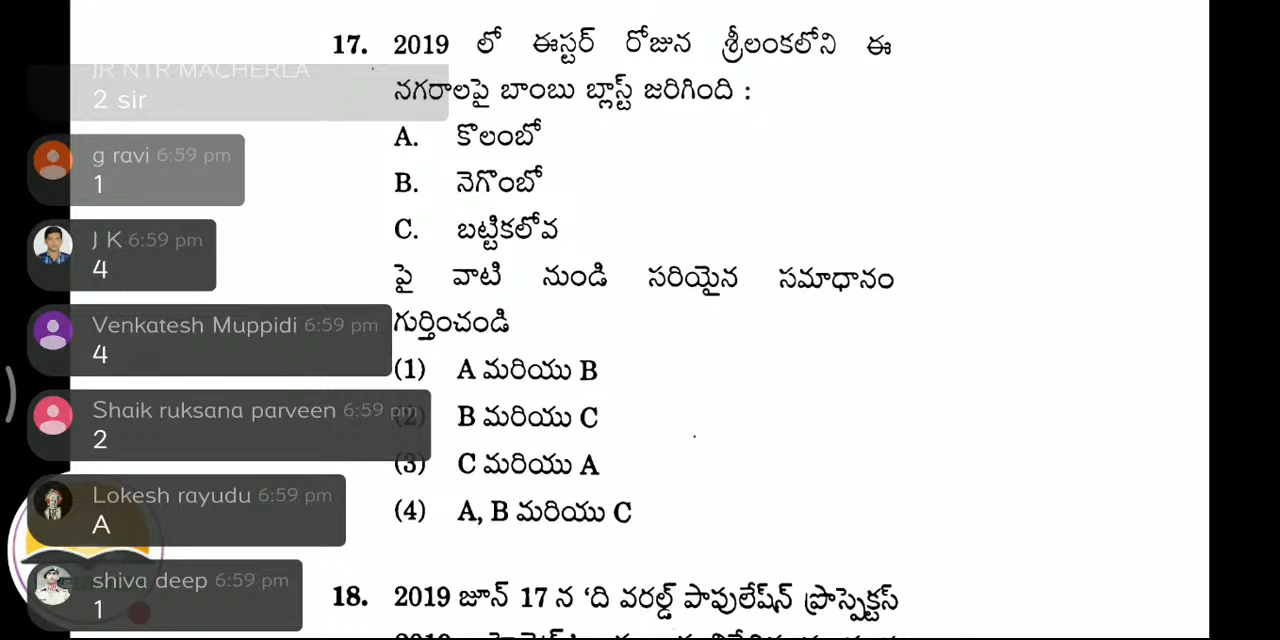 17. 2019 లో ఈస్టర్ రోజున శ్రీలంకలోని ఈ
నగరాలపై బాంబు బ్లాస్ట్ జరిగింది :
A. కొలంబో
B. నెగొంబో
C. బట్టికలోవ
పై వాటి నుండి సరియైన సమాధానం
గుర్తించండి
(1) A మరియు B
(2) B మరియు C
(3) C మరియు A
(4) A, B మరియు C
18. 2019 జూన్ 17 న 'ది వరల్డ్ పాపులేషన్ ప్రాస్పెక్టస్
JR NTR MACHERLA
2 sir
g ravi 6:59 pm
1
J K 6:59 pm
4
Venkatesh Muppidi 6:59 pm
4
Shaik ruksana parveen 6:59 pm
2
Lokesh rayudu 6:59 pm
A
shiva deep 6:59 pm
1